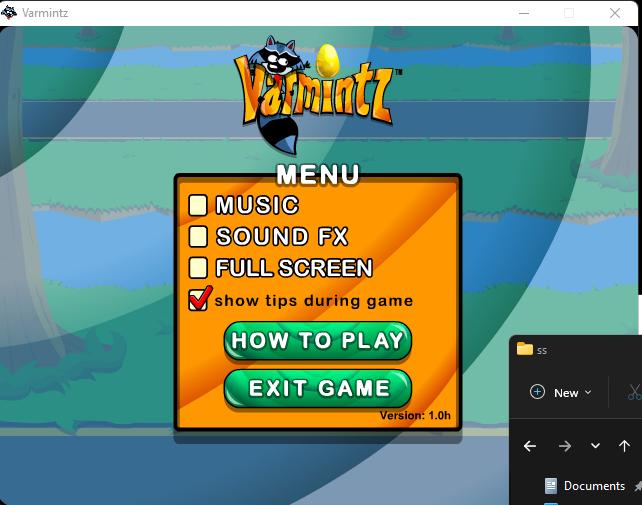 Varmintz
Varmintz™
MENU
MUSIC
SOUND FX
FULL SCREEN
show tips during game
HOW TO PLAY
EXIT GAME
Version: 1.0h
ss
New
Documents